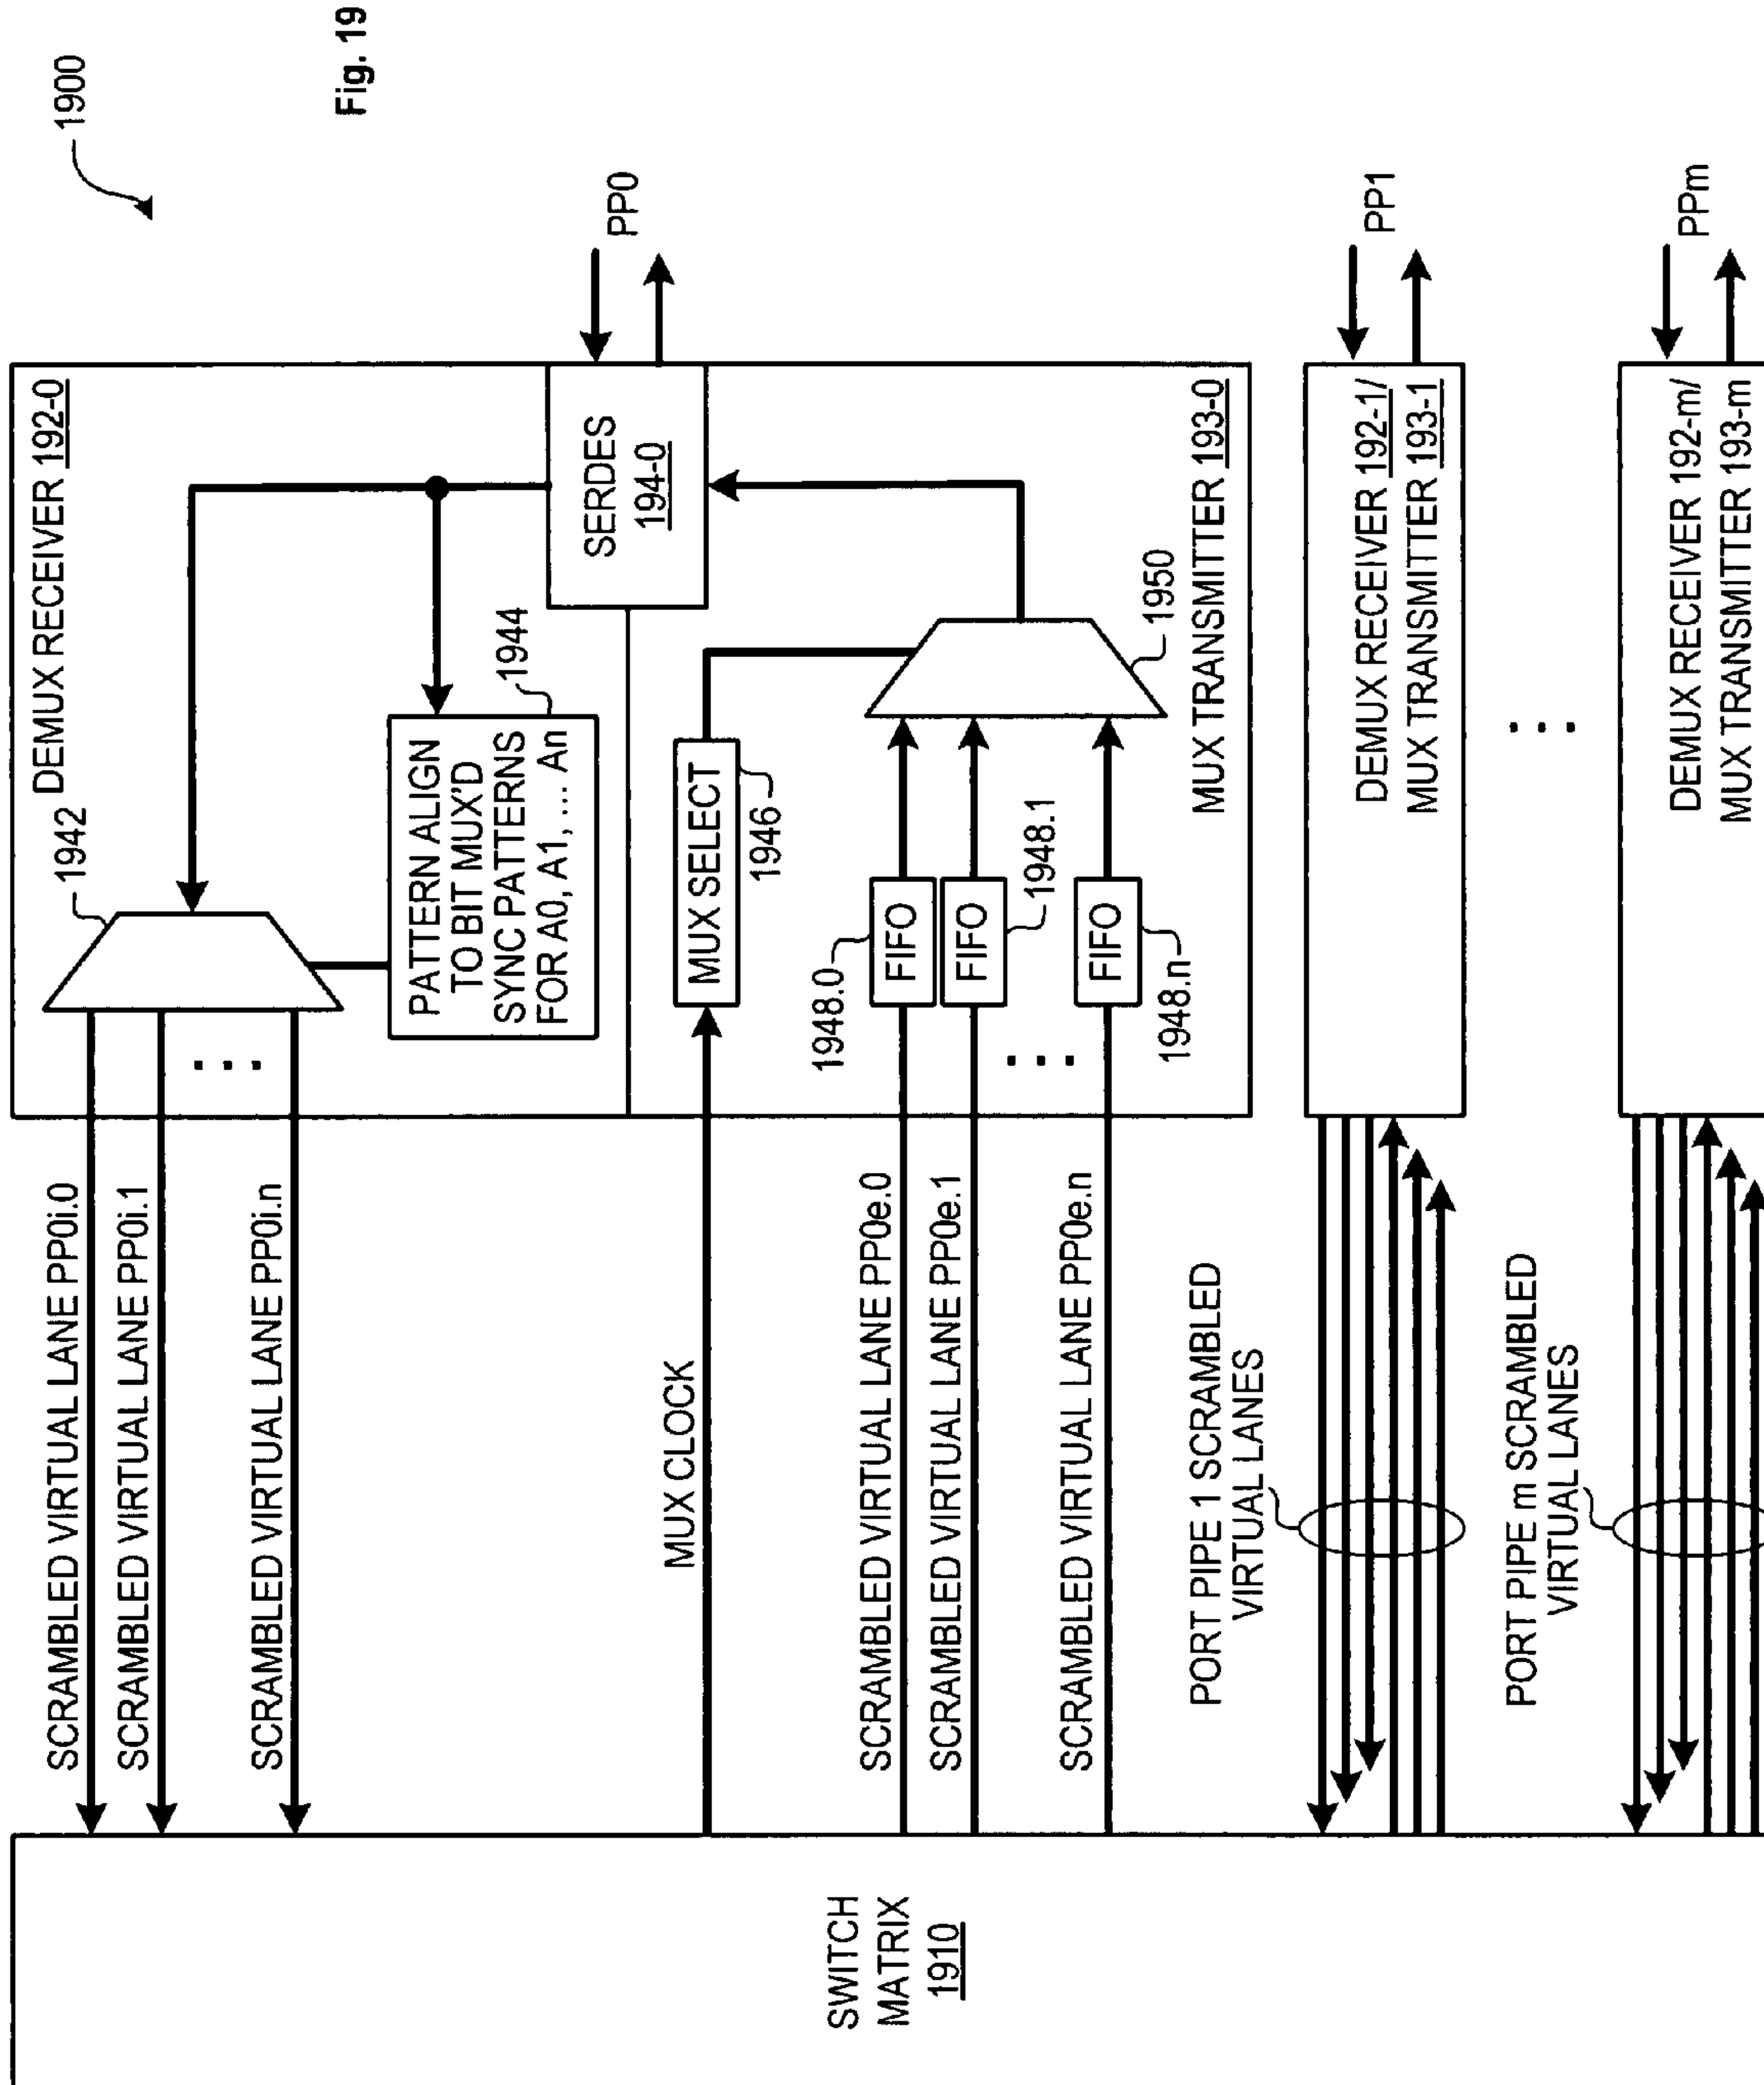 Fig. 19
1900
DEMUX RECEIVER 192-0
1942
1944
PATTERN ALIGN
TO BIT MUX'D
SYNC PATTERNS
FOR A0, A1, ... An
SCRAMBLED VIRTUAL LANE PP0i.0
SCRAMBLED VIRTUAL LANE PP0i.1
...
SCRAMBLED VIRTUAL LANE PP0i.n
SERDES
194-0
PP0
MUX CLOCK
MUX SELECT
1946
1948.0
FIFO
FIFO
1948.1
...
FIFO
1948.n
1950
SCRAMBLED VIRTUAL LANE PP0e.0
SCRAMBLED VIRTUAL LANE PP0e.1
SCRAMBLED VIRTUAL LANE PP0e.n
MUX TRANSMITTER 193-0
SWITCH
MATRIX
1910
PORT PIPE 1 SCRAMBLED
VIRTUAL LANES
DEMUX RECEIVER 192-1/
MUX TRANSMITTER 193-1
PP1
...
PORT PIPE m SCRAMBLED
VIRTUAL LANES
DEMUX RECEIVER 192-m/
MUX TRANSMITTER 193-m
PPm